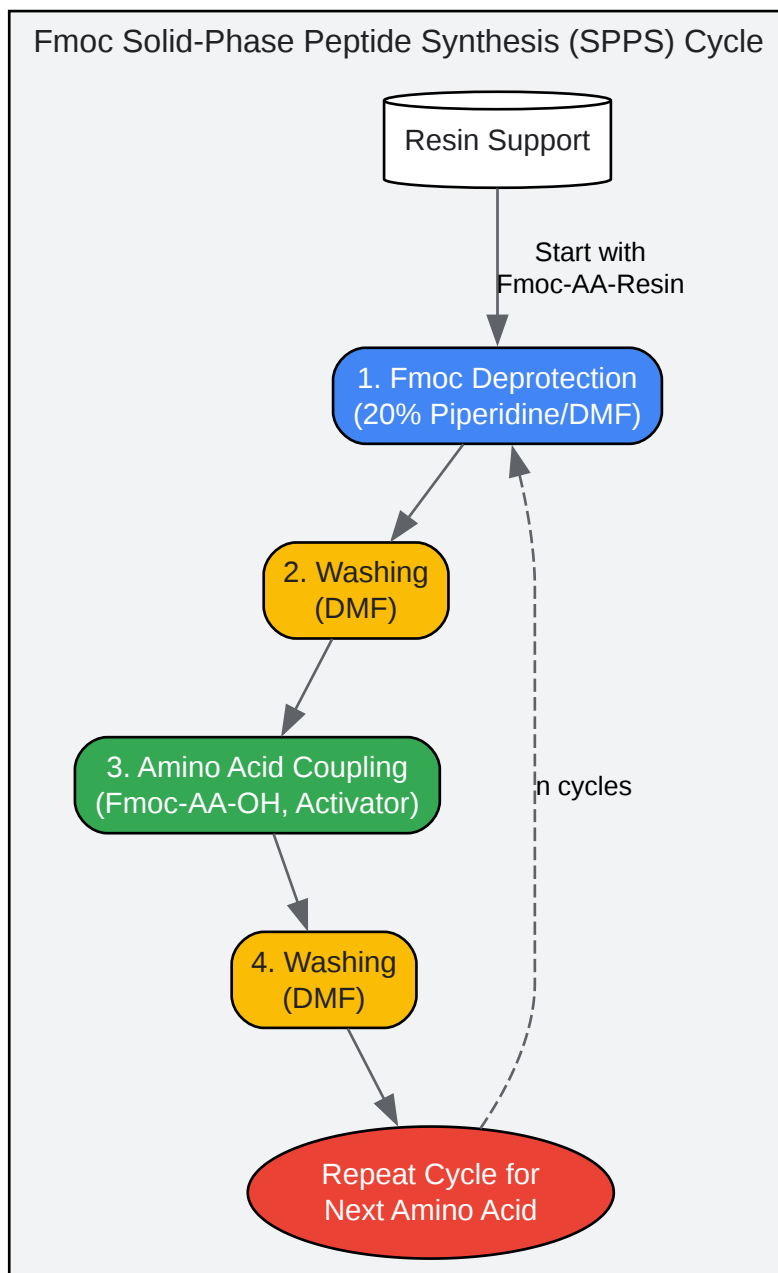 Fmoc Solid-Phase Peptide Synthesis (SPPS) Cycle
Resin Support
Start with
Fmoc-AA-Resin
1. Fmoc Deprotection
(20% Piperidine/DMF)
2. Washing
(DMF)
3. Amino Acid Coupling
(Fmoc-AA-OH, Activator)
n cycles
4. Washing
(DMF)
Repeat Cycle for
Next Amino Acid